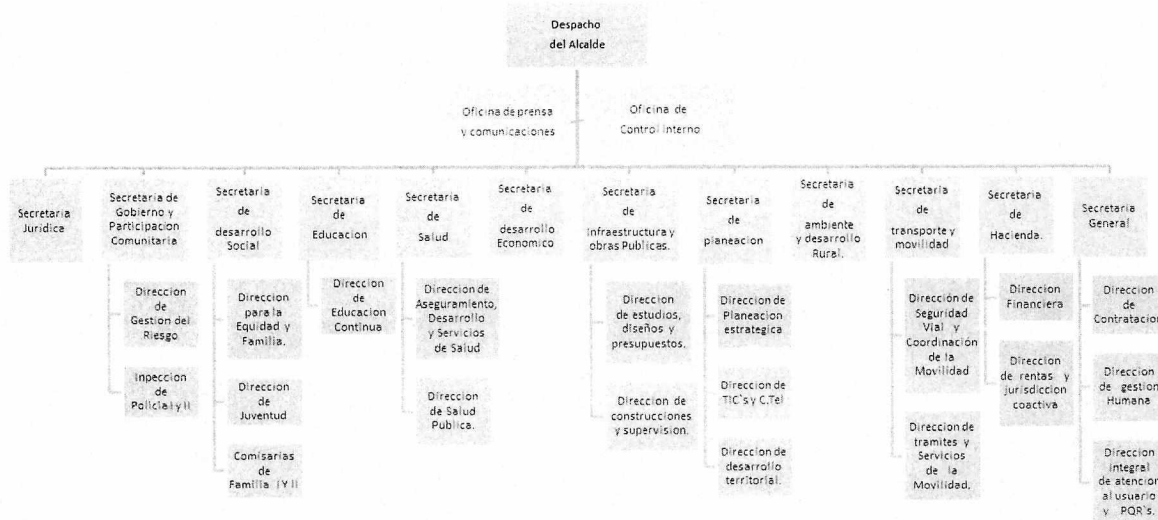 Despacho
del Alcalde
Oficina de prensa
y comunicaciones
Oficina de
Control Interno
Secretaria
Juridica
Secretaria de
Gobierno y
Participacion
Comunitaria
Secretaria
de
desarrollo
Social
Secretaria
de
Educacion
Secretaria
de
Salud
Secretaria
de
desarrollo
Economico
Secretaria
de
Infraestructura y
obras Publicas.
Secretaria
de
planeacion
Secretaria
de
ambiente
y desarrollo
Rural.
Secretaria
de
transporte y
movilidad
Secretaria
de
Hacienda.
Secretaria
General
Direccion
de
Gestion del
Riesgo
Inpeccion
de
Policia I y II
Direccion
para la
Equidad y
Familia.
Direccion
de
Juventud
Comisarias
de
Familia I Y II
Direccion
de
Educacion
Continua
Direccion de
Aseguramiento,
Desarrollo
y Servicios
de Salud
Direccion
de Salud
Publica.
Direccion
de estudios,
diseños y
presupuestos.
Direccion de
construcciones
y supervision.
Direccion de
Planeacion
estrategica
Direccion de
TIC's y C.Tel
Direccion de
desarrollo
territorial.
Dirección de
Seguridad
Vial y
Coordinación
de la
Movilidad
Dirección de
tramites y
Servicios
de la
Movilidad.
Direccion
Financiera
Direccion
de rentas y
jurisdiccion
coactiva
Direccion
de
Contratacion
Direccion
de gestion
Humana
Direccion
integral
de atencion
al usuario
y PQR's.